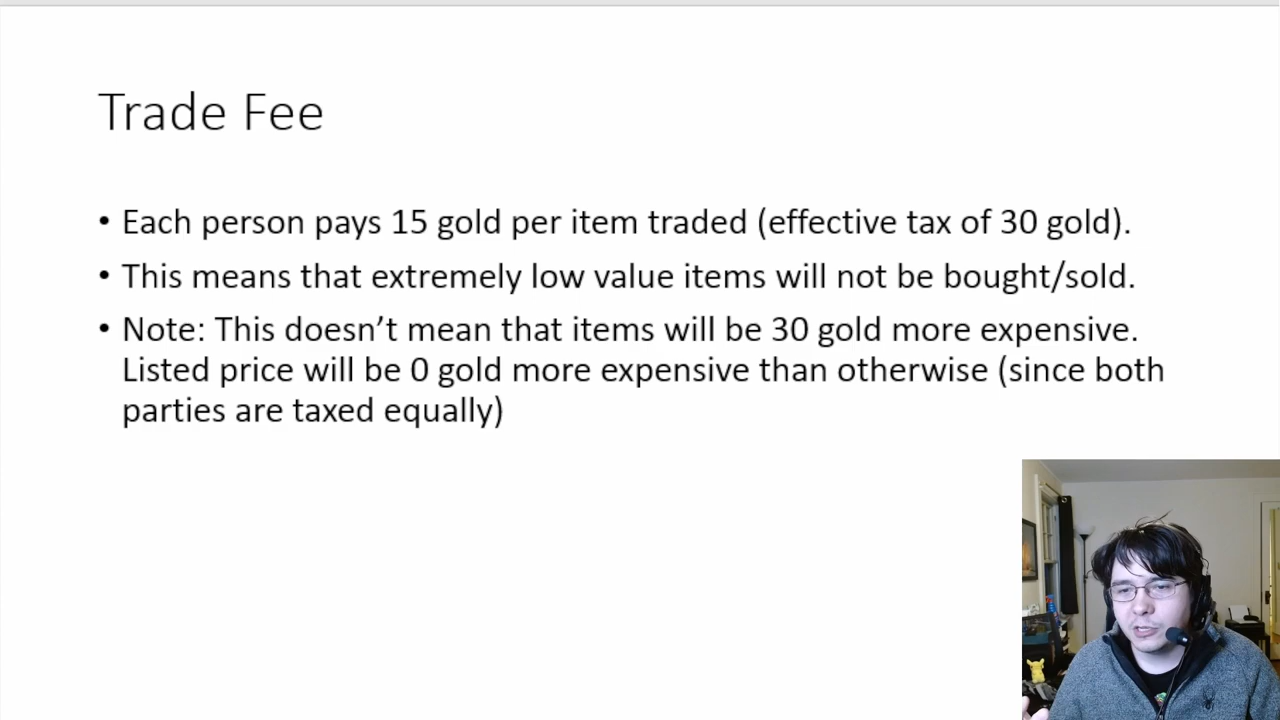 Trade Fee
• Each person pays 15 gold per item traded (effective tax of 30 gold).
• This means that extremely low value items will not be bought/sold.
• Note: This doesn’t mean that items will be 30 gold more expensive.
Listed price will be 0 gold more expensive than otherwise (since both
parties are taxed equally)